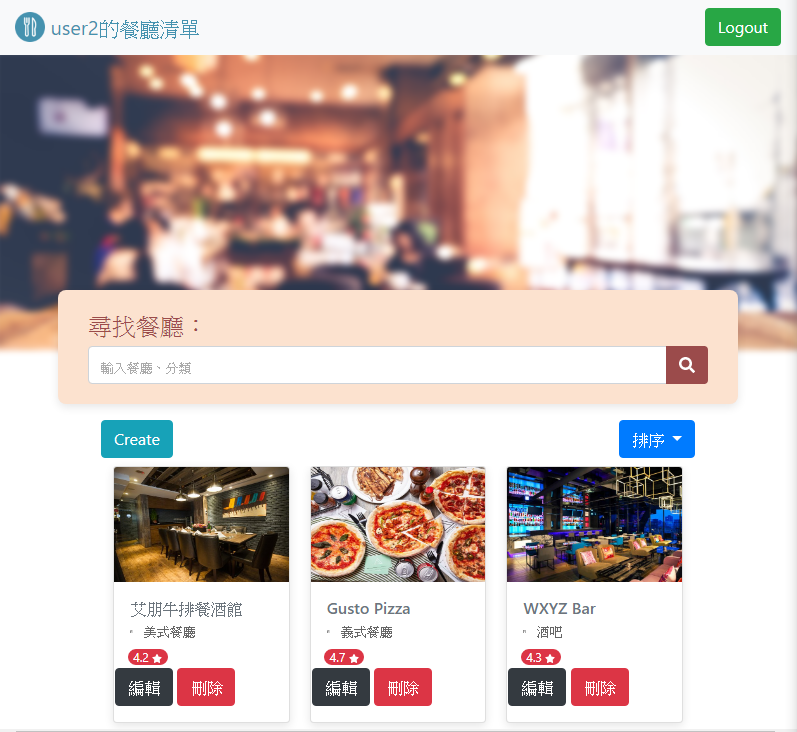 user2的餐廳清單
Logout
尋找餐廳：
輸入餐廳、分類
Create
排序
艾朋牛排餐酒館
美式餐廳
4.2
編輯 刪除
Gusto Pizza
義式餐廳
4.7
編輯 刪除
WXYZ Bar
酒吧
4.3
編輯 刪除